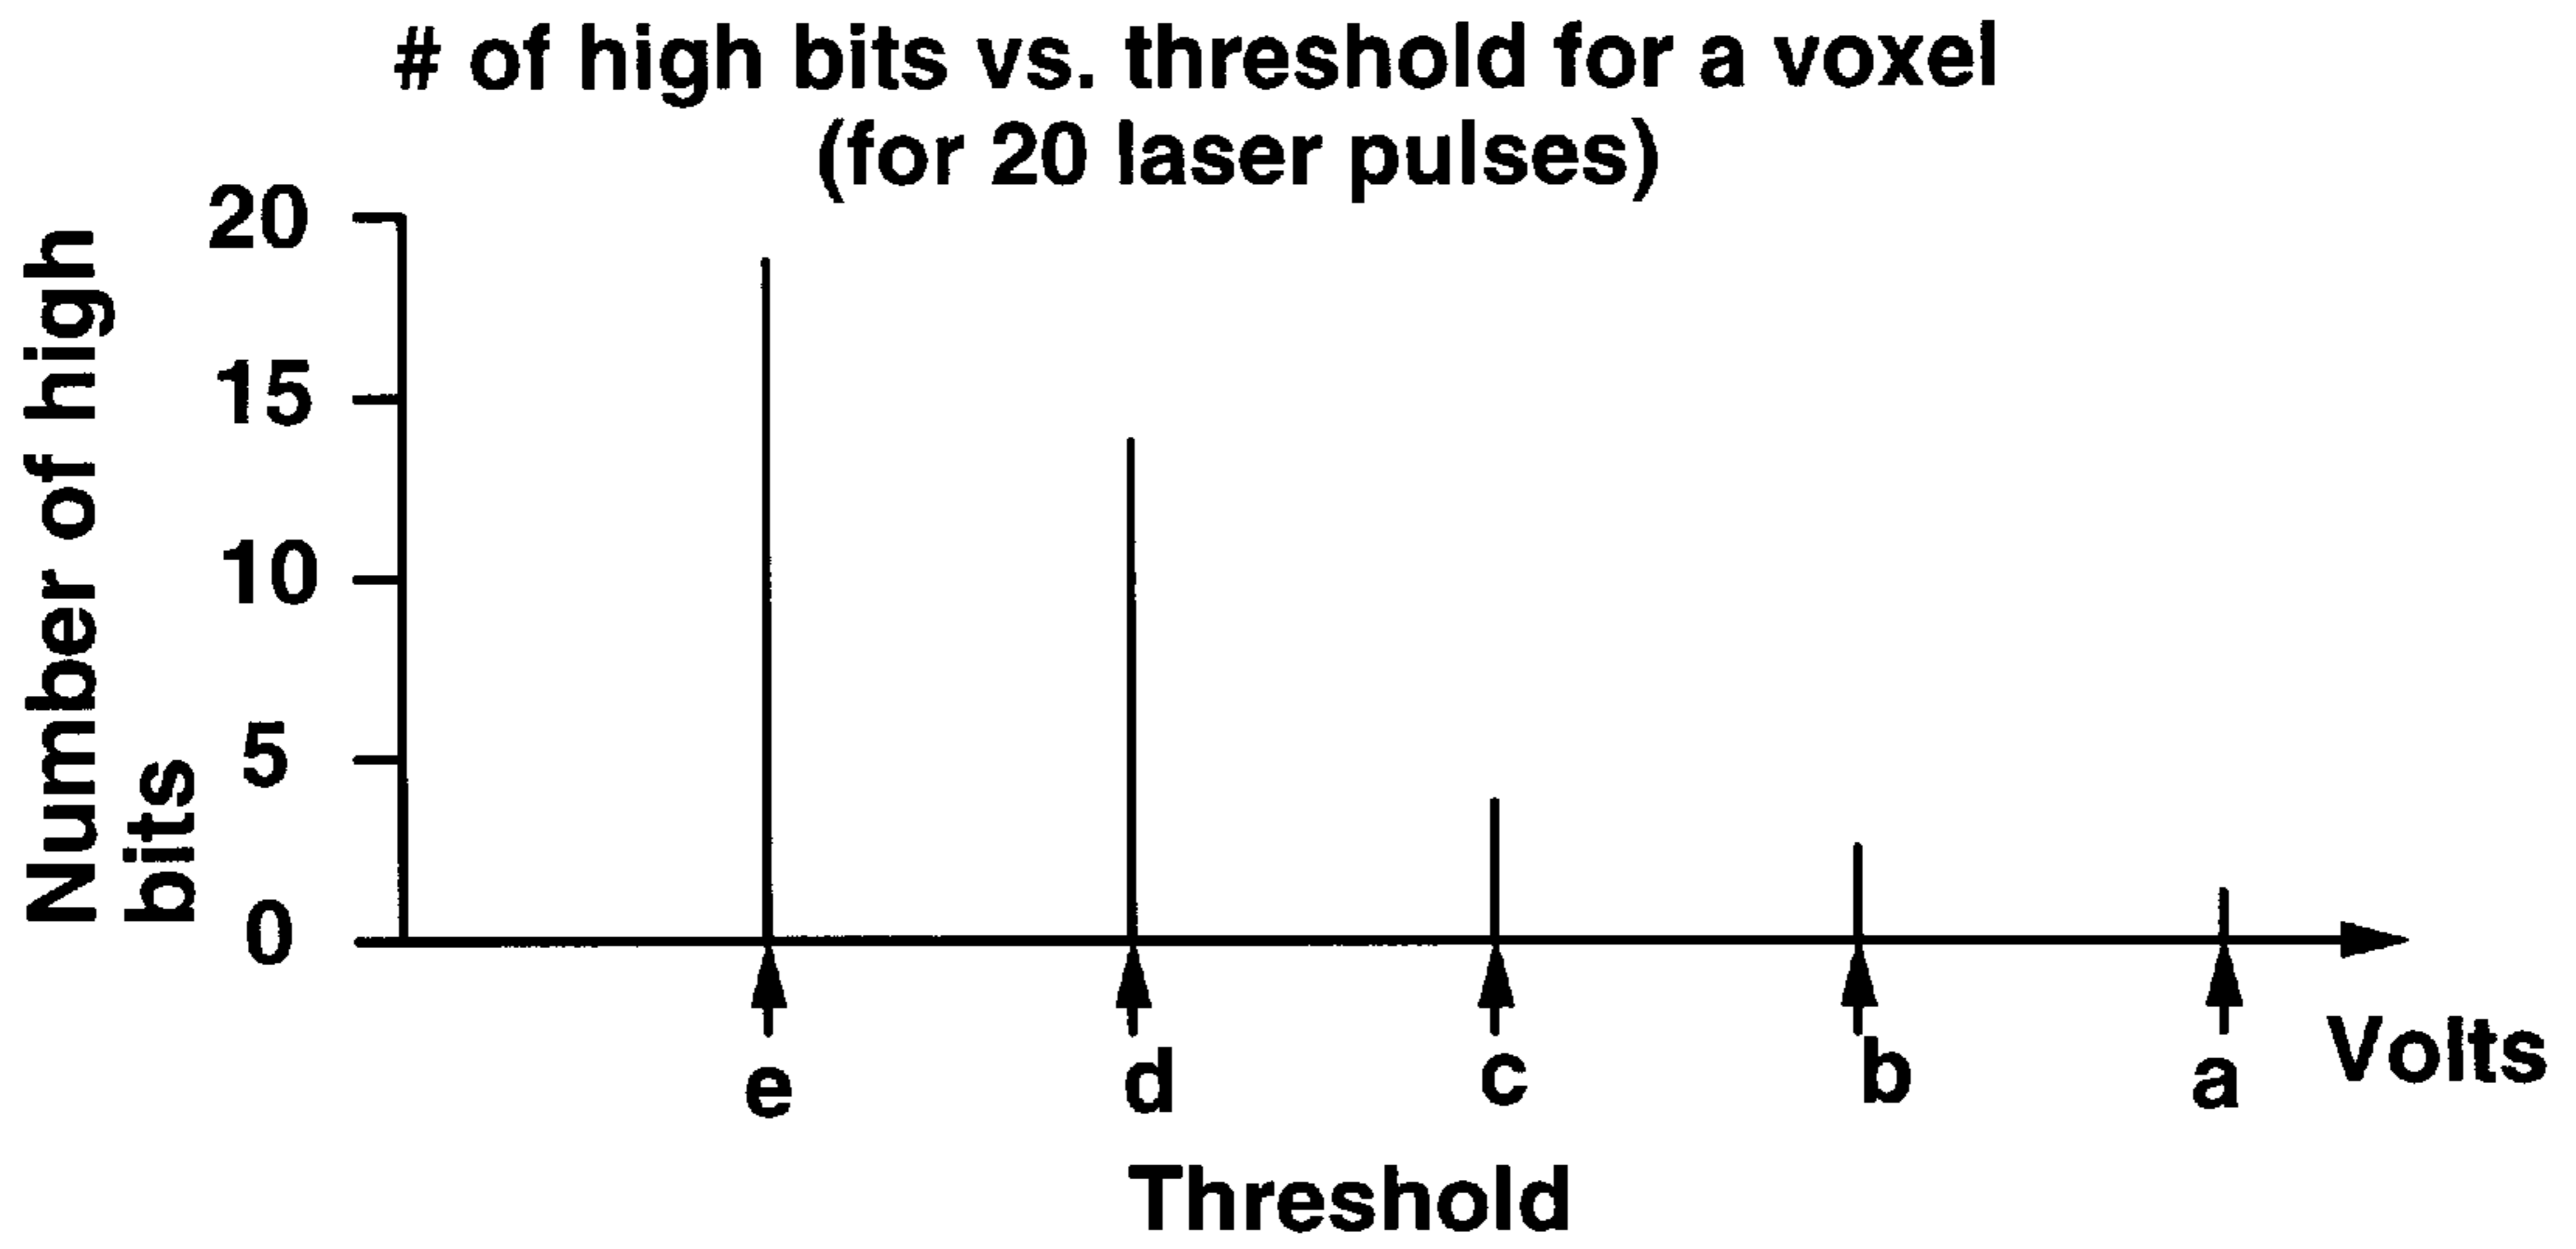 # of high bits vs. threshold for a voxel
(for 20 laser pulses)
Number of high
bits
20
15
10
5
0
e
d
c
b
a
Volts
Threshold